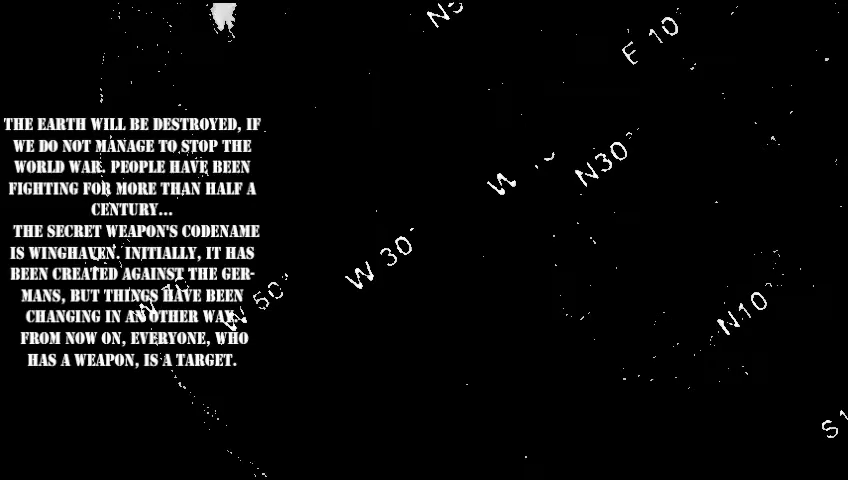 N3
E 10°
THE EARTH WILL BE DESTROYED, IF
WE DO NOT MANAGE TO STOP THE
WORLD WAR. PEOPLE HAVE BEEN
FIGHTING FOR MORE THAN HALF A
CENTURY...
THE SECRET WEAPON'S CODENAME
IS WINGHAVEN. INITIALLY, IT HAS
BEEN CREATED AGAINST THE GER-
MANS, BUT THINGS HAVE BEEN
CHANGING IN ANOTHER WAY.
FROM NOW ON, EVERYONE, WHO
HAS A WEAPON, IS A TARGET.
N30°
W 30°
W 50°
N10°